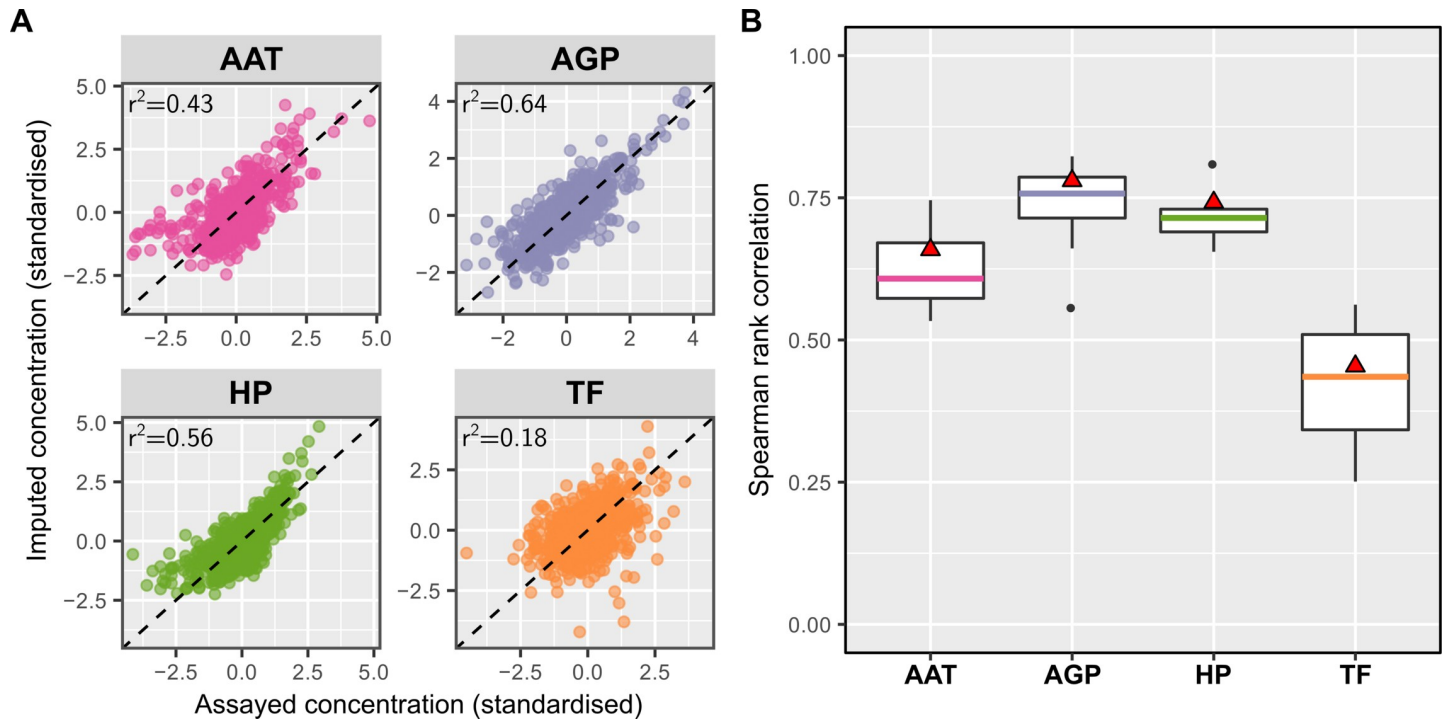 A
B
AAT
AGP
r²=0.43
r²=0.64
5.0
2.5
0.0
−2.5
4
2
0
−2
−2.5
0.0
2.5
5.0
−2
0
2
4
HP
TF
r²=0.56
r²=0.18
5.0
2.5
0.0
−2.5
2.5
0.0
−2.5
−2.5
0.0
2.5
5.0
−2.5
0.0
2.5
Imputed concentration (standardised)
Assayed concentration (standardised)
Spearman rank correlation
1.00
0.75
0.50
0.25
0.00
AAT
AGP
HP
TF